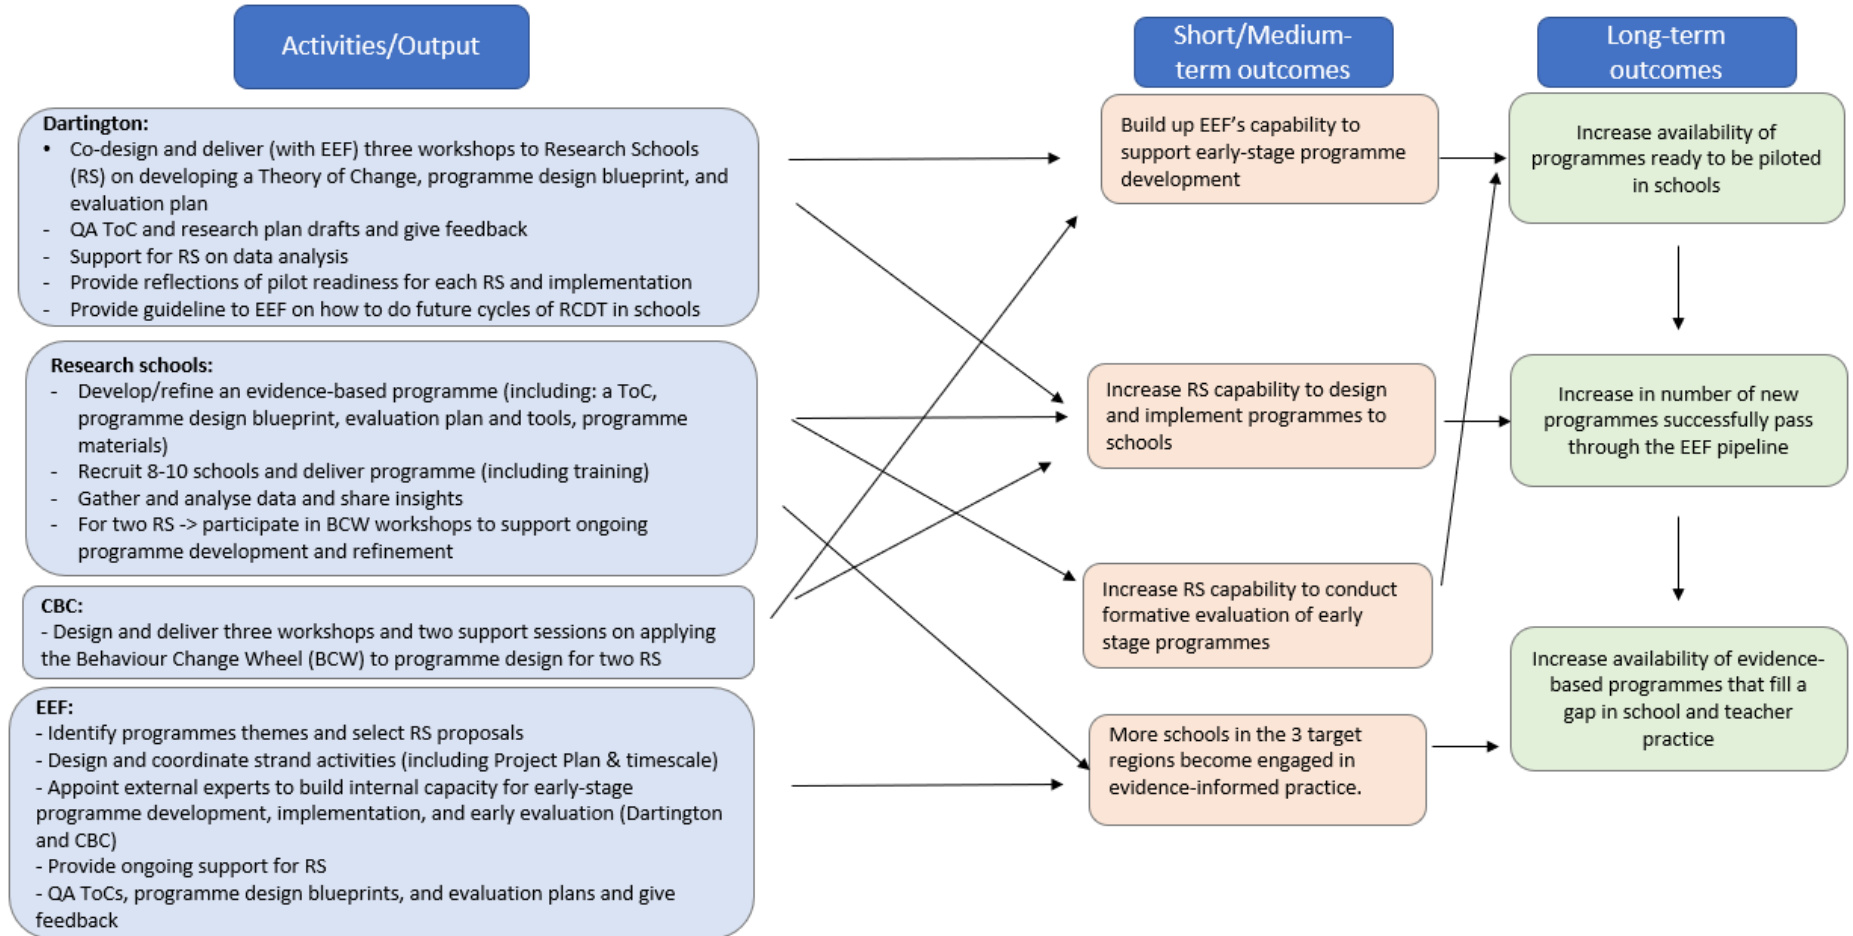 Activities/Output
Short/Medium-
term outcomes
Long-term
outcomes
Dartington:
• Co-design and deliver (with EEF) three workshops to Research Schools
(RS) on developing a Theory of Change, programme design blueprint, and
evaluation plan
- QA ToC and research plan drafts and give feedback
- Support for RS on data analysis
- Provide reflections of pilot readiness for each RS and implementation
- Provide guideline to EEF on how to do future cycles of RCDT in schools
Research schools:
- Develop/refine an evidence-based programme (including: a ToC,
programme design blueprint, evaluation plan and tools, programme
materials)
- Recruit 8-10 schools and deliver programme (including training)
- Gather and analyse data and share insights
- For two RS -> participate in BCW workshops to support ongoing
programme development and refinement
CBC:
- Design and deliver three workshops and two support sessions on applying
the Behaviour Change Wheel (BCW) to programme design for two RS
EEF:
- Identify programmes themes and select RS proposals
- Design and coordinate strand activities (including Project Plan & timescale)
- Appoint external experts to build internal capacity for early-stage
programme development, implementation, and early evaluation (Dartington
and CBC)
- Provide ongoing support for RS
- QA ToCs, programme design blueprints, and evaluation plans and give
feedback
Build up EEF's capability to
support early-stage programme
development
Increase RS capability to design
and implement programmes to
schools
Increase RS capability to conduct
formative evaluation of early
stage programmes
More schools in the 3 target
regions become engaged in
evidence-informed practice.
Increase availability of
programmes ready to be piloted
in schools
Increase in number of new
programmes successfully pass
through the EEF pipeline
Increase availability of evidence-
based programmes that fill a
gap in school and teacher
practice